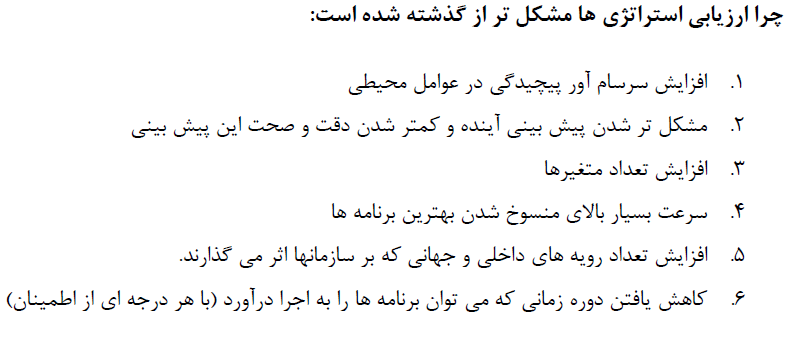 چرا ارزیابی استراتژی ها مشکل تر از گذشته شده است:
۱. افزایش سرسام آور پیچیدگی در عوامل محیطی
۲. مشکل تر شدن پیش بینی آینده و کمتر شدن دقت و صحت این پیش بینی
۳. افزایش تعداد متغیرها
۴. سرعت بسیار بالای منسوخ شدن بهترین برنامه ها
۵. افزایش تعداد رویه های داخلی و جهانی که بر سازمانها اثر می گذارند.
۶. کاهش یافتن دوره زمانی که می توان برنامه ها را به اجرا درآورد (با هر درجه ای از اطمینان)